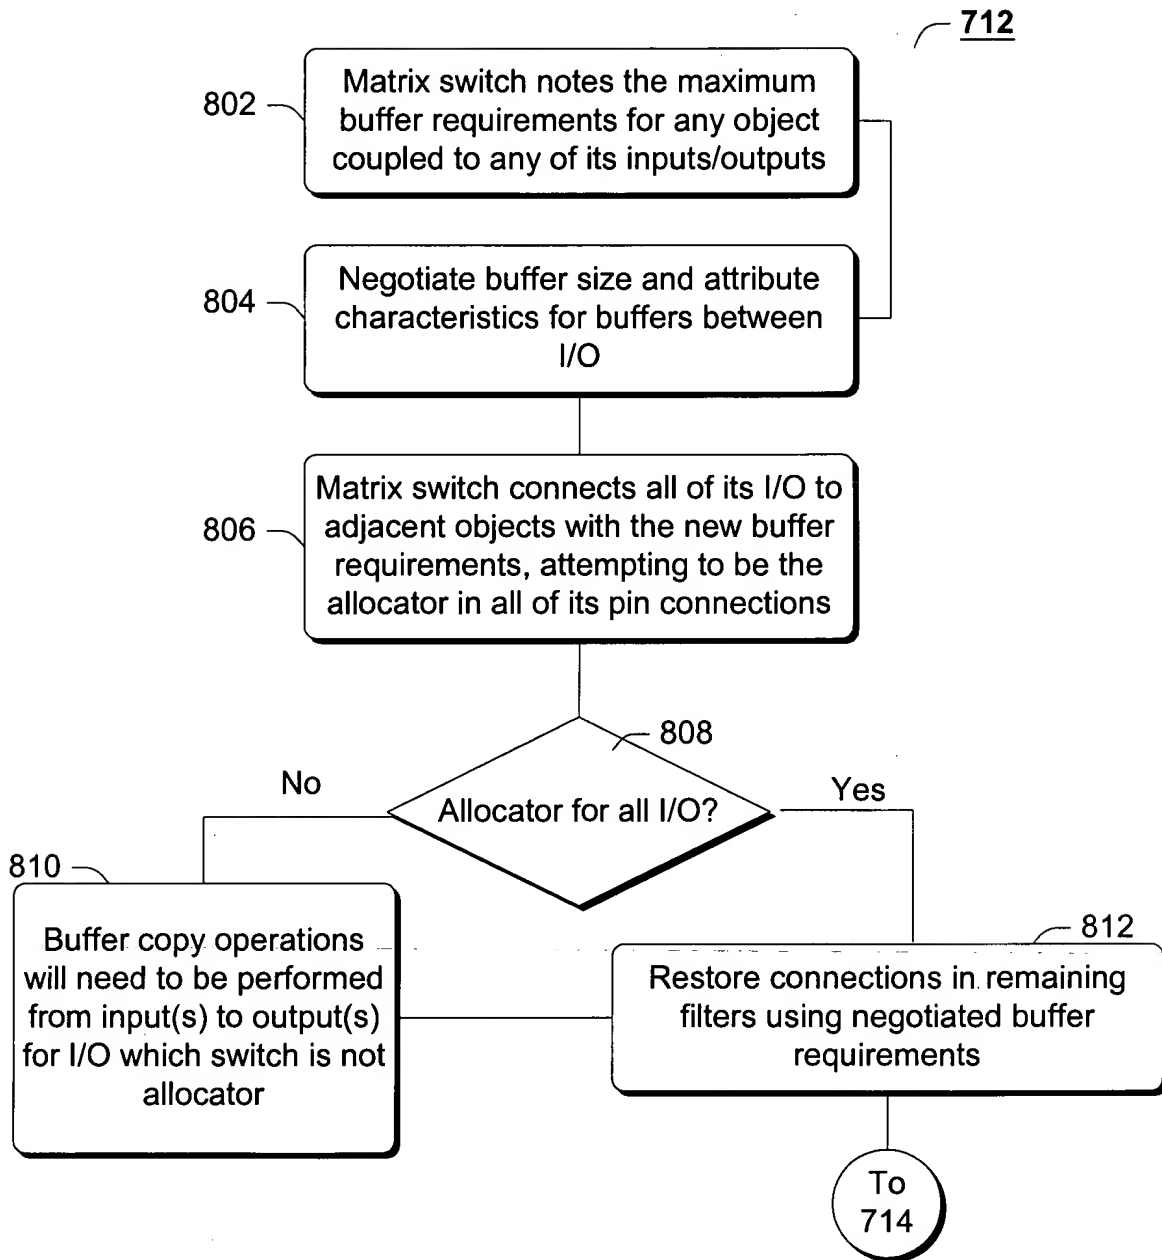 712
802
Matrix switch notes the maximum
buffer requirements for any object
coupled to any of its inputs/outputs
804
Negotiate buffer size and attribute
characteristics for buffers between
I/O
806
Matrix switch connects all of its I/O to
adjacent objects with the new buffer
requirements, attempting to be the
allocator in all of its pin connections
808
Allocator for all I/O?
No
Yes
810
Buffer copy operations
will need to be performed
from input(s) to output(s)
for I/O which switch is not
allocator
812
Restore connections in remaining
filters using negotiated buffer
requirements
To
714